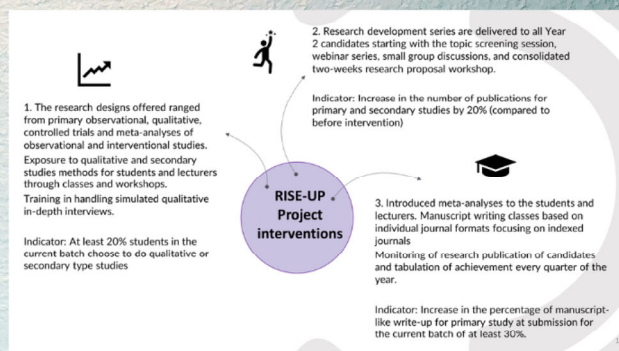 1. The research designs offered ranged
from primary observational, qualitative,
controlled trials and meta-analyses of
observational and interventional studies.
Exposure to qualitative and secondary
studies methods for students and lecturers
through classes and workshops.
Training in handling simulated qualitative
in-depth interviews.
Indicator: At least 20% students in the
current batch choose to do qualitative or
secondary type studies
2. Research development series are delivered to all Year
2 candidates starting with the topic screening session,
webinar series, small group discussions, and consolidated
two-weeks research proposal workshop.
Indicator: Increase in the number of publications for
primary and secondary studies by 20% (compared to
before intervention)
RISE-UP
Project
interventions
3. Introduced meta-analyses to the students and
lecturers. Manuscript writing classes based on
individual journal formats focusing on indexed
journals
Monitoring of research publication of candidates
and tabulation of achievement every quarter of the
year.
Indicator: Increase in the percentage of manuscript-
like write-up for primary study at submission for
the current batch of at least 30%.